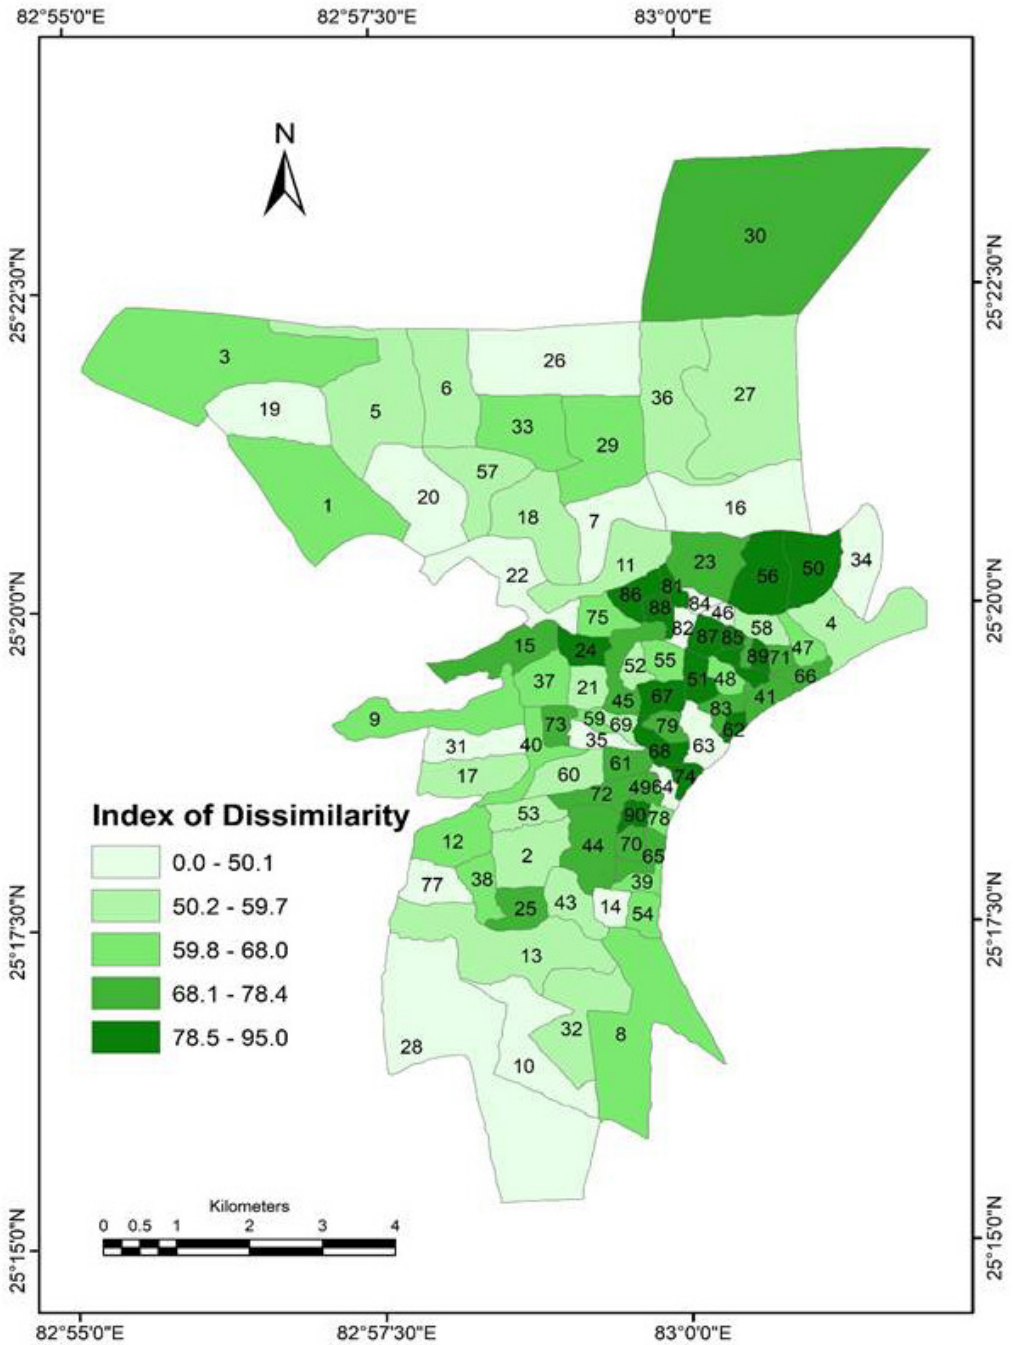 82°55'0"E 82°57'30"E 83°0'0"E
N
30
25°22'30"N 25°22'30"N
3 26
6
19 5 36 27
33
29
57
1 20 16
18 7
22 11 23 56 50 34
25°20'0"N 25°20'0"N
86 81
88 84 46
75 82 87 85 58 4
15 24 89 71 47
52 55 66
37 21 51 48
45 67 41
9 73 59 69 79 83 62
31 40 35 68 63
17 60 61 74
72 49 64
Index of Dissimilarity 53 90 78
12 2 44 70 65
0.0 - 50.1
77 38 39
50.2 - 59.7 25 43 14 54
25°17'30"N 25°17'30"N
59.8 - 68.0 13
68.1 - 78.4
78.5 - 95.0 32 8
28 10
Kilometers
0 0.5 1 2 3 4
25°15'0"N 25°15'0"N
82°55'0"E 82°57'30"E 83°0'0"E